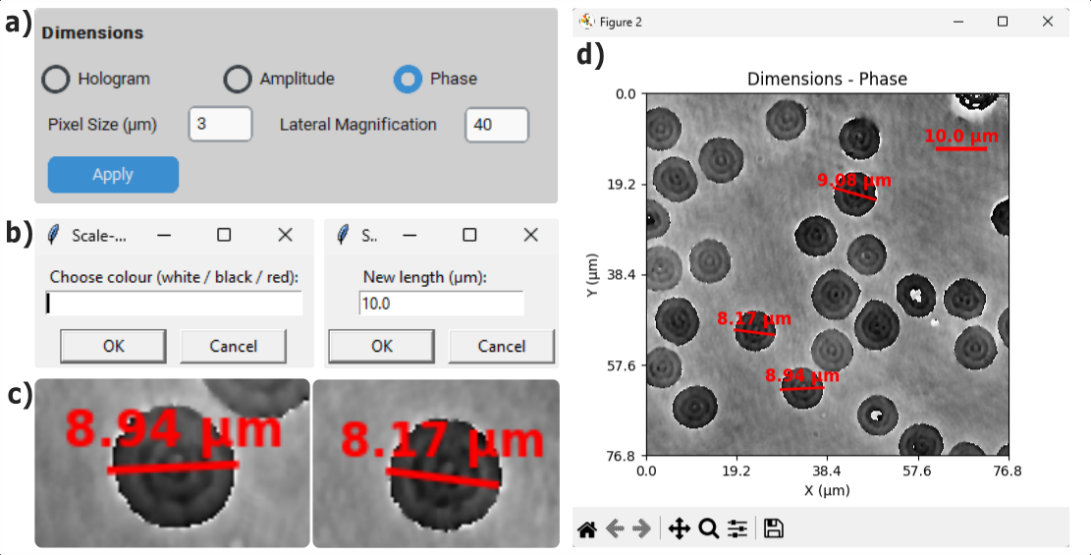 a)
Dimensions
Hologram Amplitude Phase
Pixel Size (µm) 3 Lateral Magnification 40
Apply
b)
Scale-...
Choose colour (white / black / red):
OK Cancel
S..
New length (µm):
10.0
OK Cancel
c)
8.94 µm
8.17 µm
d)
Figure 2
Dimensions - Phase
0.0
19.2
38.4
57.6
76.8
Y (µm)
10.0 µm
9.08 µm
8.17 µm
8.94 µm
0.0 19.2 38.4 57.6 76.8
X (µm)